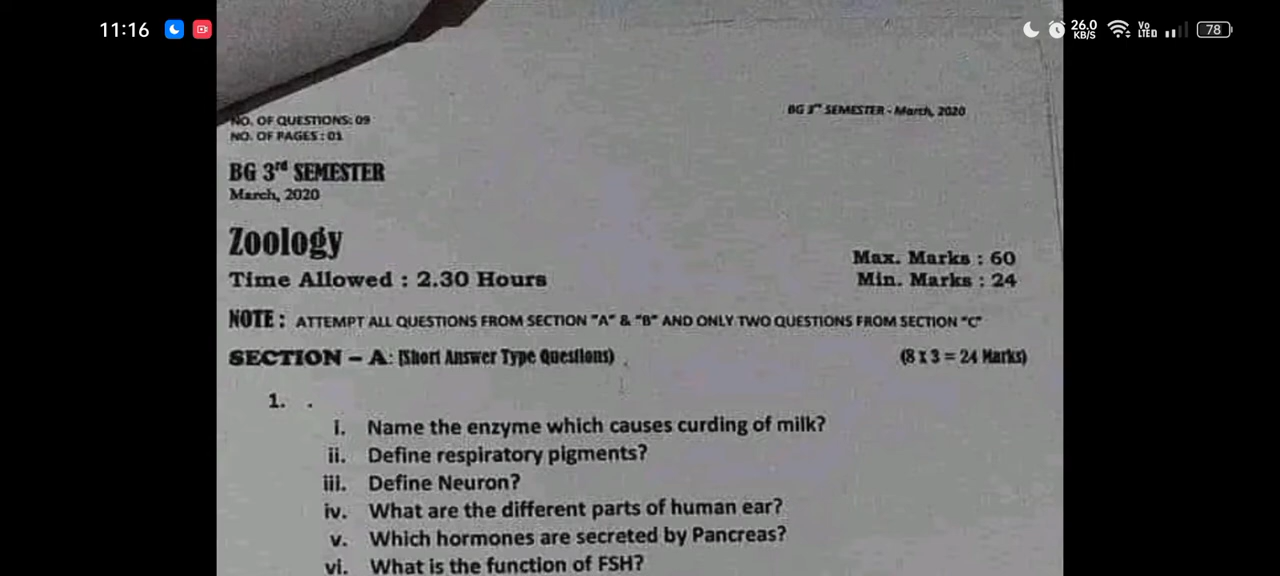 11:16
26.0 KB/S
Vo LTE
78
BG 3rd SEMESTER - March, 2020
NO. OF QUESTIONS: 09
NO. OF PAGES : 01
BG 3rd SEMESTER
March, 2020
Zoology
Max. Marks : 60
Time Allowed : 2.30 Hours
Min. Marks : 24
NOTE : ATTEMPT ALL QUESTIONS FROM SECTION "A" & "B" AND ONLY TWO QUESTIONS FROM SECTION "C"
SECTION – A: (Short Answer Type Questions) (8 x 3 = 24 Marks)
1. .
i. Name the enzyme which causes curding of milk?
ii. Define respiratory pigments?
iii. Define Neuron?
iv. What are the different parts of human ear?
v. Which hormones are secreted by Pancreas?
vi. What is the function of FSH?